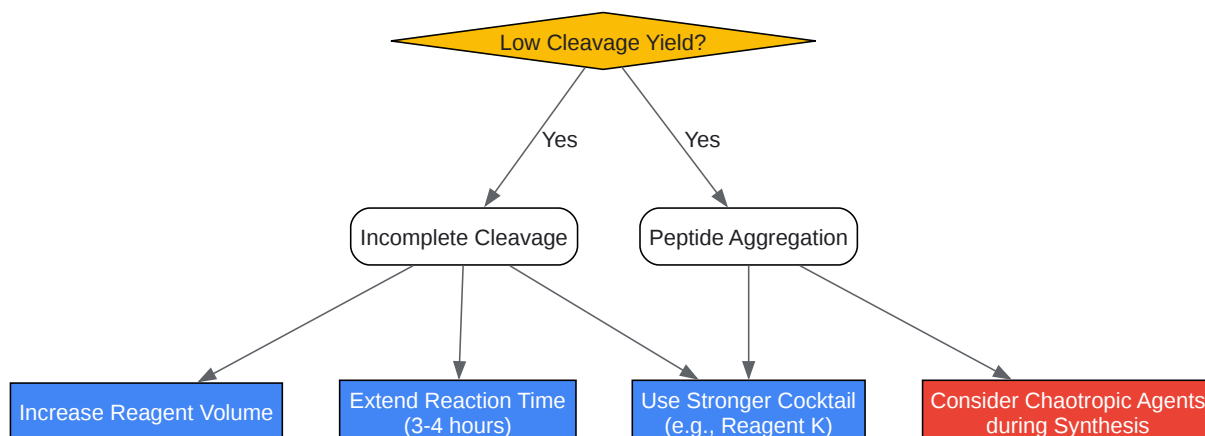 Low Cleavage Yield?
Yes
Yes
Incomplete Cleavage
Peptide Aggregation
Increase Reagent Volume
Extend Reaction Time
(3-4 hours)
Use Stronger Cocktail
(e.g., Reagent K)
Consider Chaotropic Agents
during Synthesis